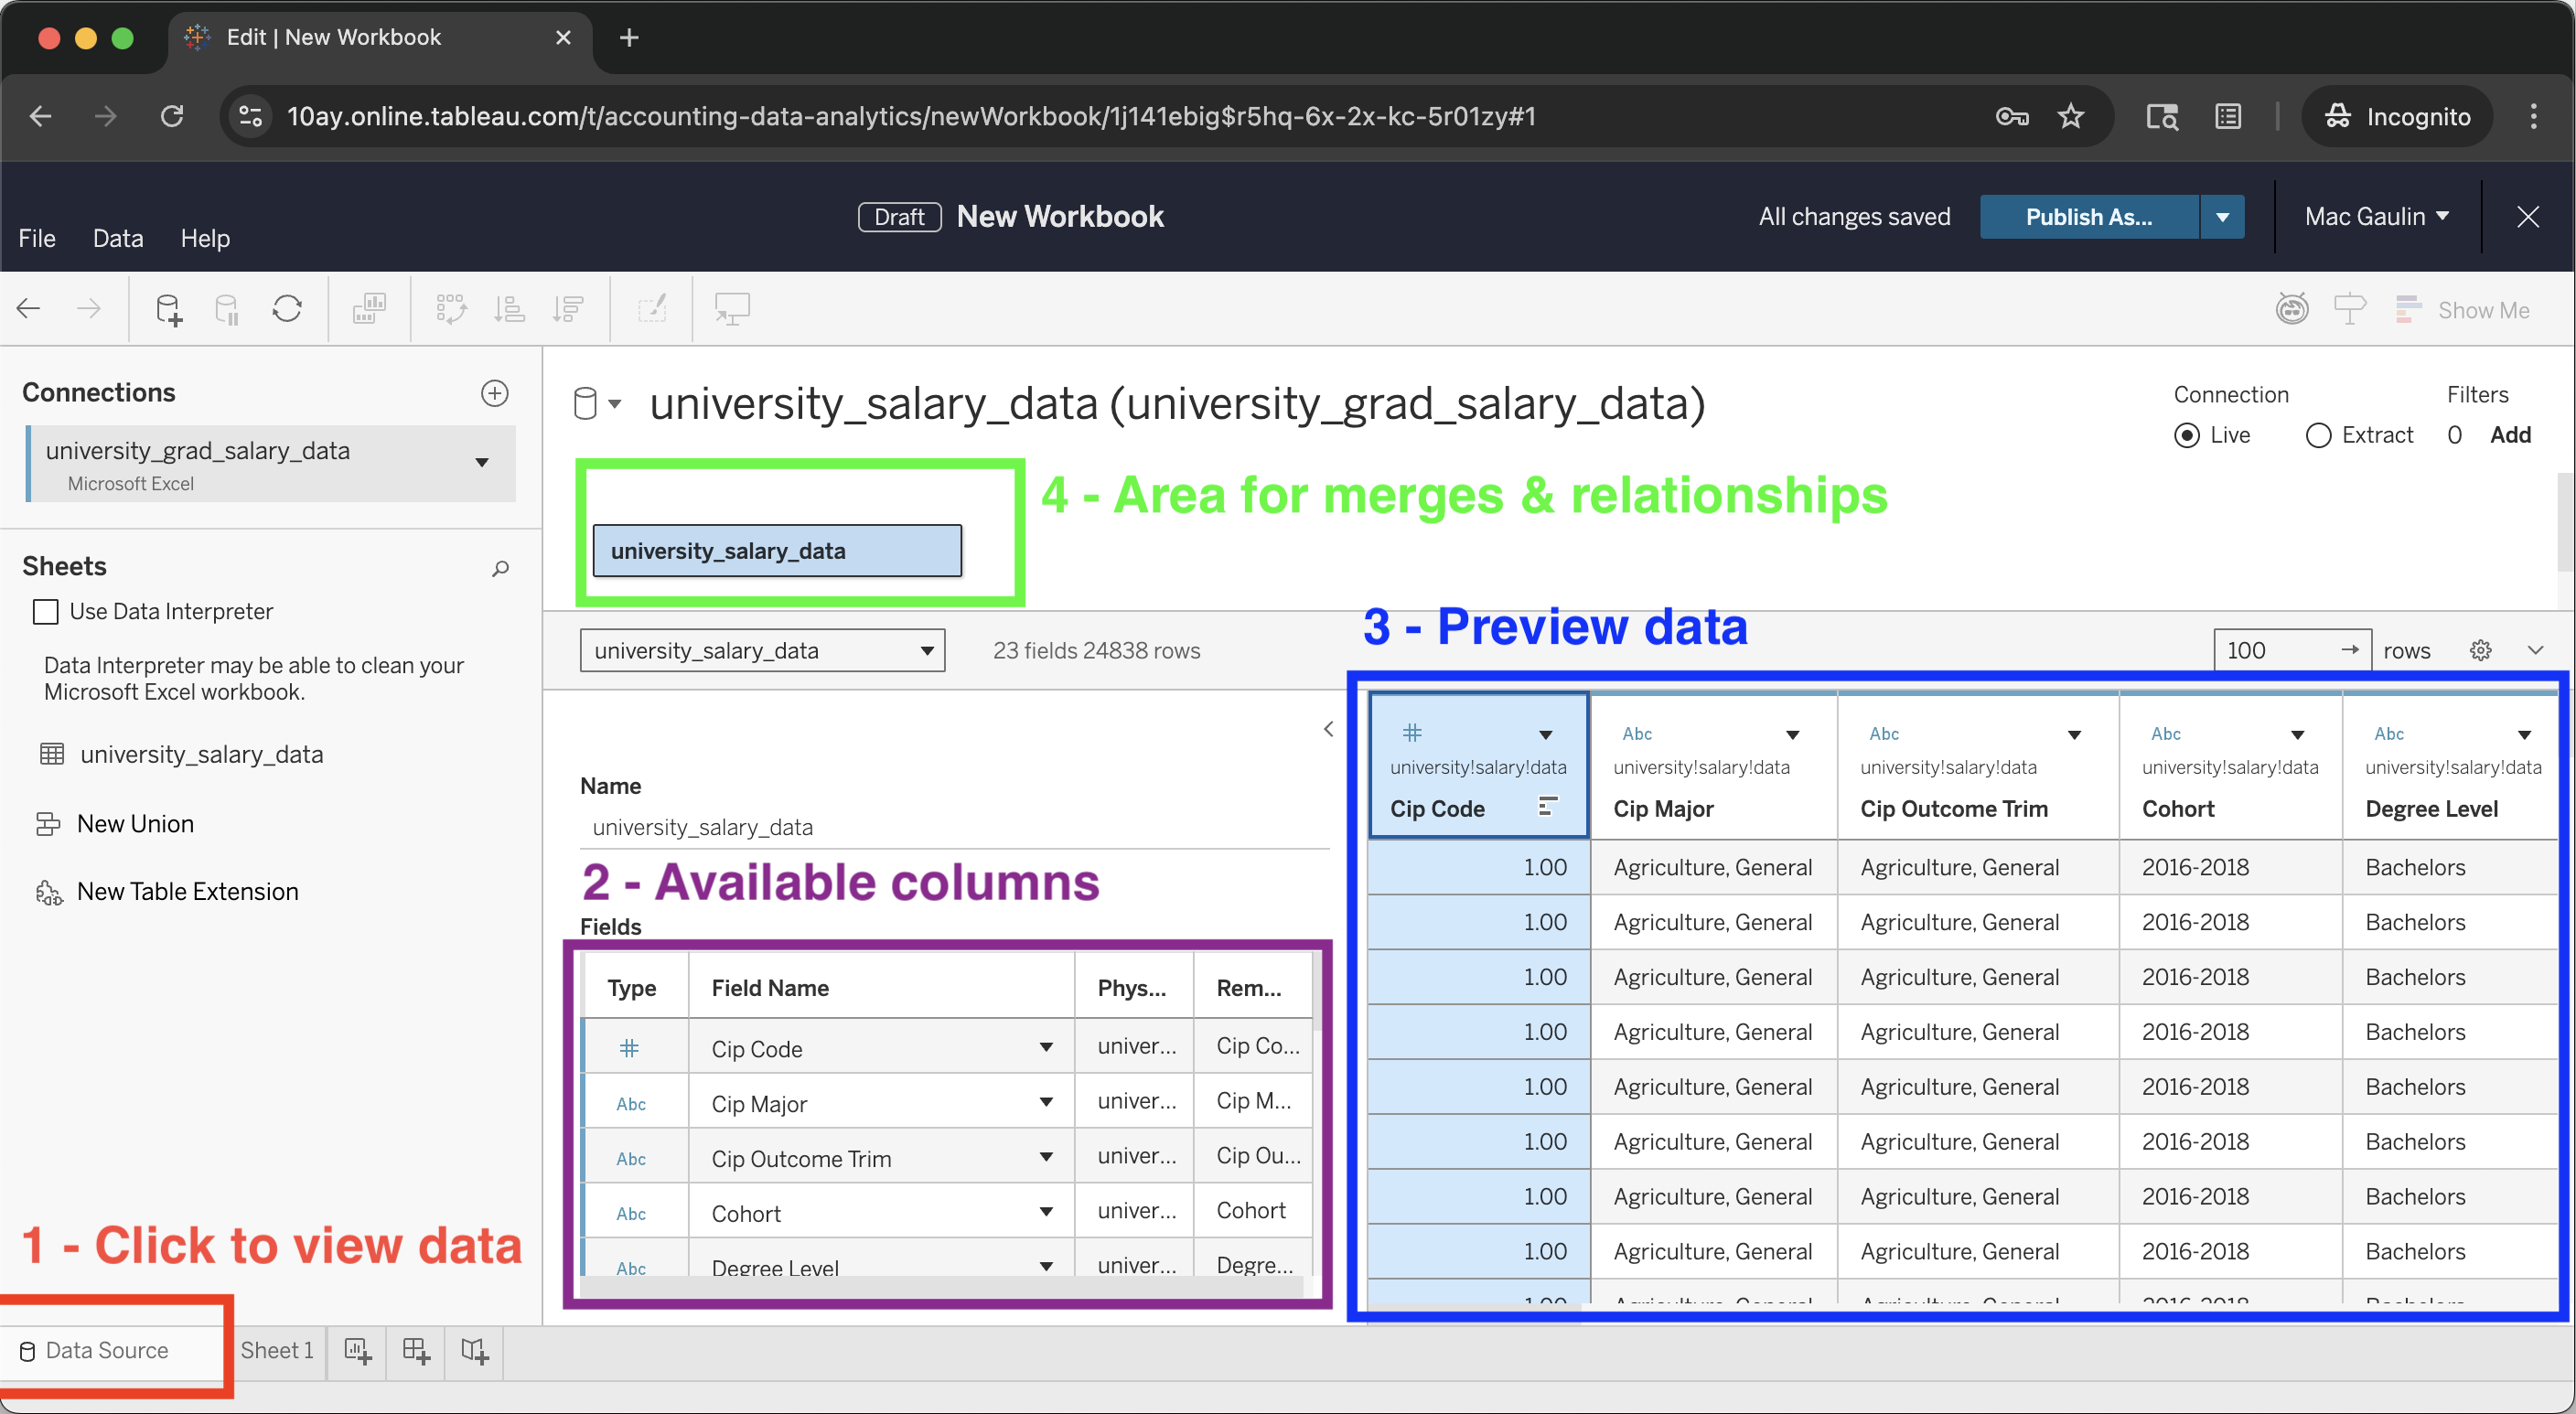 Edit | New Workbook
10ay.online.tableau.com/t/accounting-data-analytics/newWorkbook/1j141ebig$r5hq-6x-2x-kc-5r01zy#1
Incognito
File Data Help
Draft New Workbook
All changes saved
Publish As...
Mac Gaulin
Show Me
Connections
university_grad_salary_data
Microsoft Excel
Sheets
Use Data Interpreter
Data Interpreter may be able to clean your
Microsoft Excel workbook.
university_salary_data
New Union
New Table Extension
1 - Click to view data
university_salary_data (university_grad_salary_data)
Connection
Live Extract
Filters
0 Add
4 - Area for merges & relationships
university_salary_data
university_salary_data
23 fields 24838 rows
3 - Preview data
100 rows
Name
university_salary_data
2 - Available columns
Fields
Type Field Name Phys... Rem...
# Cip Code univer... Cip Co...
Abc Cip Major univer... Cip M...
Abc Cip Outcome Trim univer... Cip Ou...
Abc Cohort univer... Cohort
Abc Degree Level univer... Degre...
# Abc Abc Abc Abc
university!salary!data university!salary!data university!salary!data university!salary!data university!salary!data
Cip Code Cip Major Cip Outcome Trim Cohort Degree Level
1.00 Agriculture, General Agriculture, General 2016-2018 Bachelors
1.00 Agriculture, General Agriculture, General 2016-2018 Bachelors
1.00 Agriculture, General Agriculture, General 2016-2018 Bachelors
1.00 Agriculture, General Agriculture, General 2016-2018 Bachelors
1.00 Agriculture, General Agriculture, General 2016-2018 Bachelors
1.00 Agriculture, General Agriculture, General 2016-2018 Bachelors
1.00 Agriculture, General Agriculture, General 2016-2018 Bachelors
1.00 Agriculture, General Agriculture, General 2016-2018 Bachelors
Data Source Sheet 1